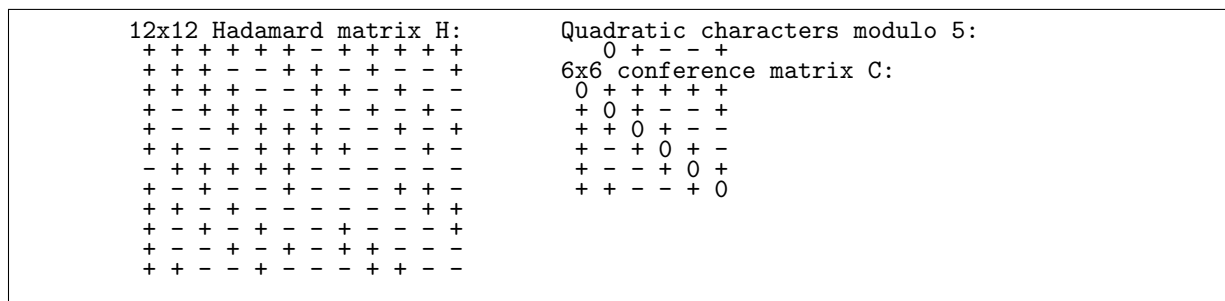 12x12 Hadamard matrix H:
+ + + + + + - + + + + +
+ + + - - + + - + - - +
+ + + + - - + + - + - -
+ - + + + - + - + - + -
+ - - + + + + - - + - +
+ + - - + + + + - - + -
- + + + + + - - - - - -
+ - + - - + - - - + + -
+ + - + - - - - - - + +
+ - + - + - - + - - - +
+ - - + - + - + + - - -
+ + - - + - - - + + - -
Quadratic characters modulo 5:
0 + - - +
6x6 conference matrix C:
0 + + + + +
+ 0 + - - +
+ + 0 + - -
+ - + 0 + -
+ - - + 0 +
+ + - - + 0